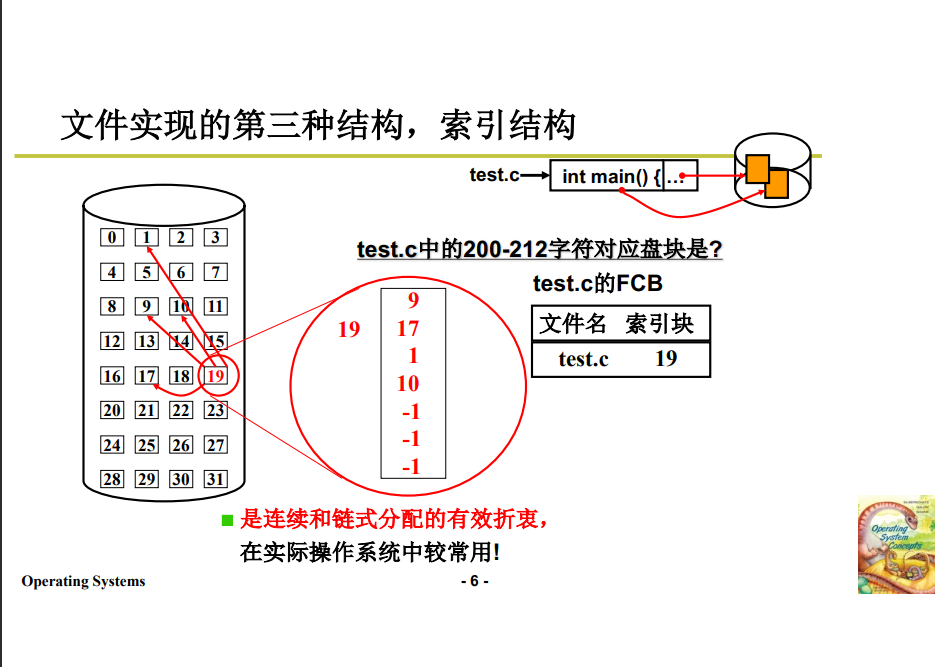 文件实现的第三种结构，索引结构
test.c
int main() { …
test.c中的200-212字符对应盘块是?
test.c的FCB
文件名 索引块
test.c 19
0 1 2 3
4 5 6 7
8 9 10 11
12 13 14 15
16 17 18 19
20 21 22 23
24 25 26 27
28 29 30 31
19
9
17
1
10
-1
-1
-1
是连续和链式分配的有效折衷，
在实际操作系统中较常用!
Operating Systems
- 6 -
Operating
System
Concepts